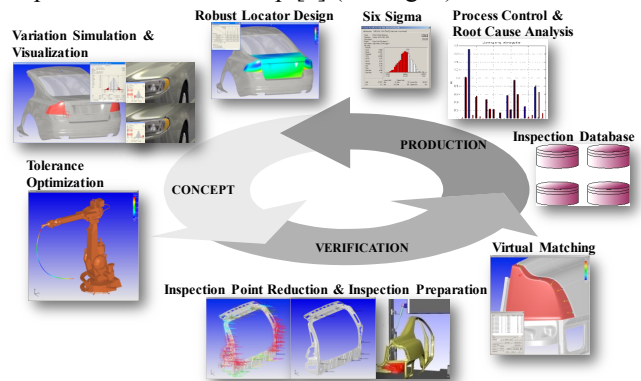 Robust Locator Design
Six Sigma
Process Control &
Root Cause Analysis
Variation Simulation &
Visualization
Inspection Database
PRODUCTION
Tolerance
Optimization
CONCEPT
VERIFICATION
Virtual Matching
Inspection Point Reduction & Inspection Preparation